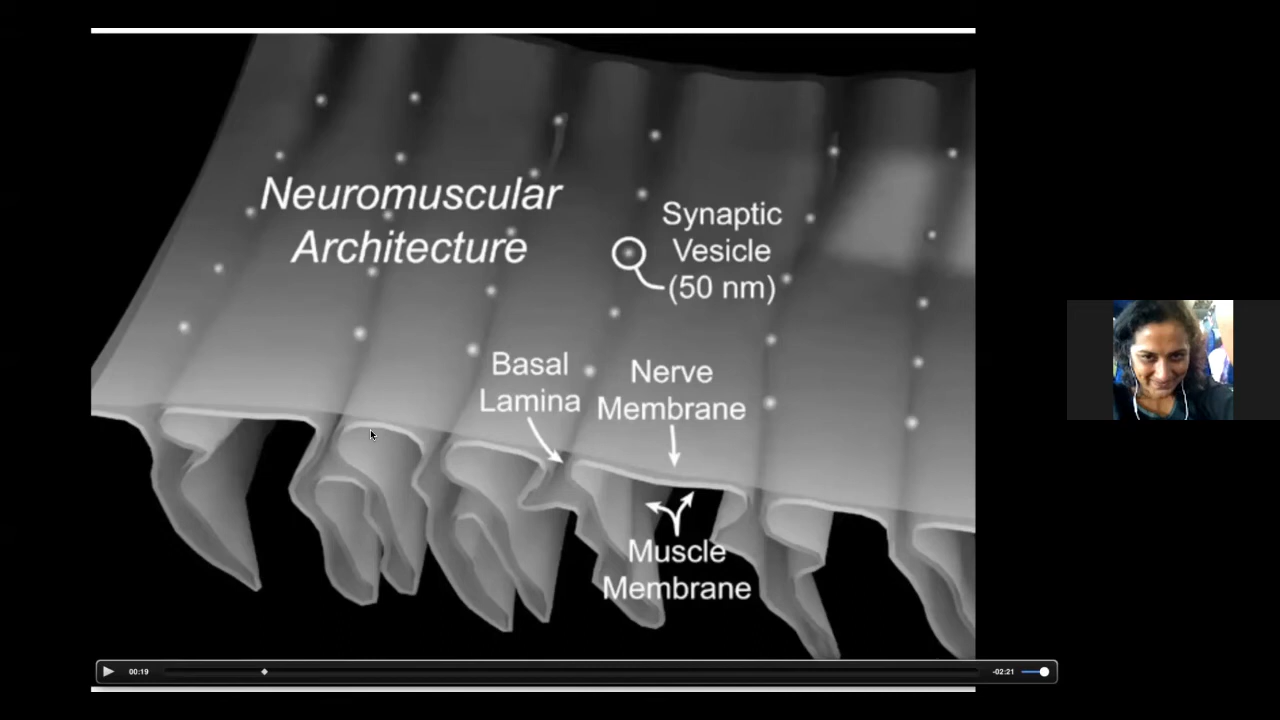 Neuromuscular
Architecture
Synaptic
Vesicle
(50 nm)
Basal
Lamina
Nerve
Membrane
Muscle
Membrane
00:19
-02:21